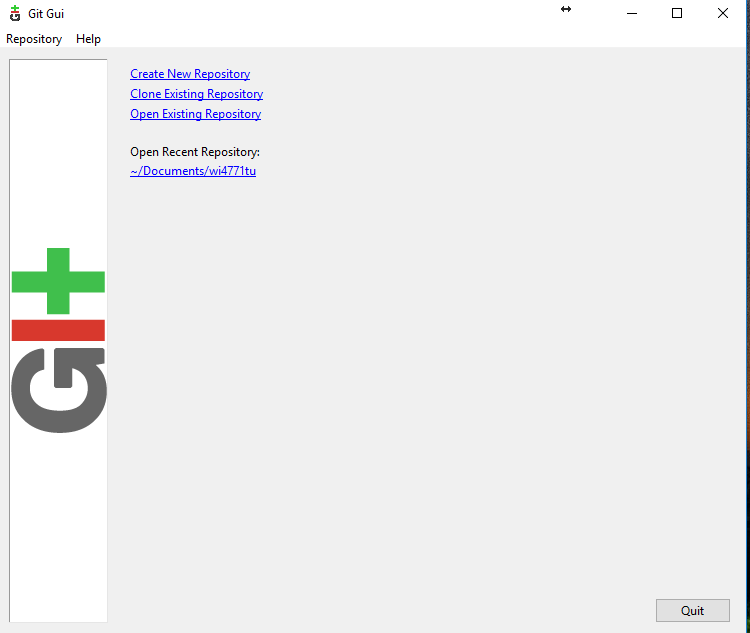 Git Gui
Repository Help
Create New Repository
Clone Existing Repository
Open Existing Repository
Open Recent Repository:
~/Documents/wi4771tu
GIt
Quit